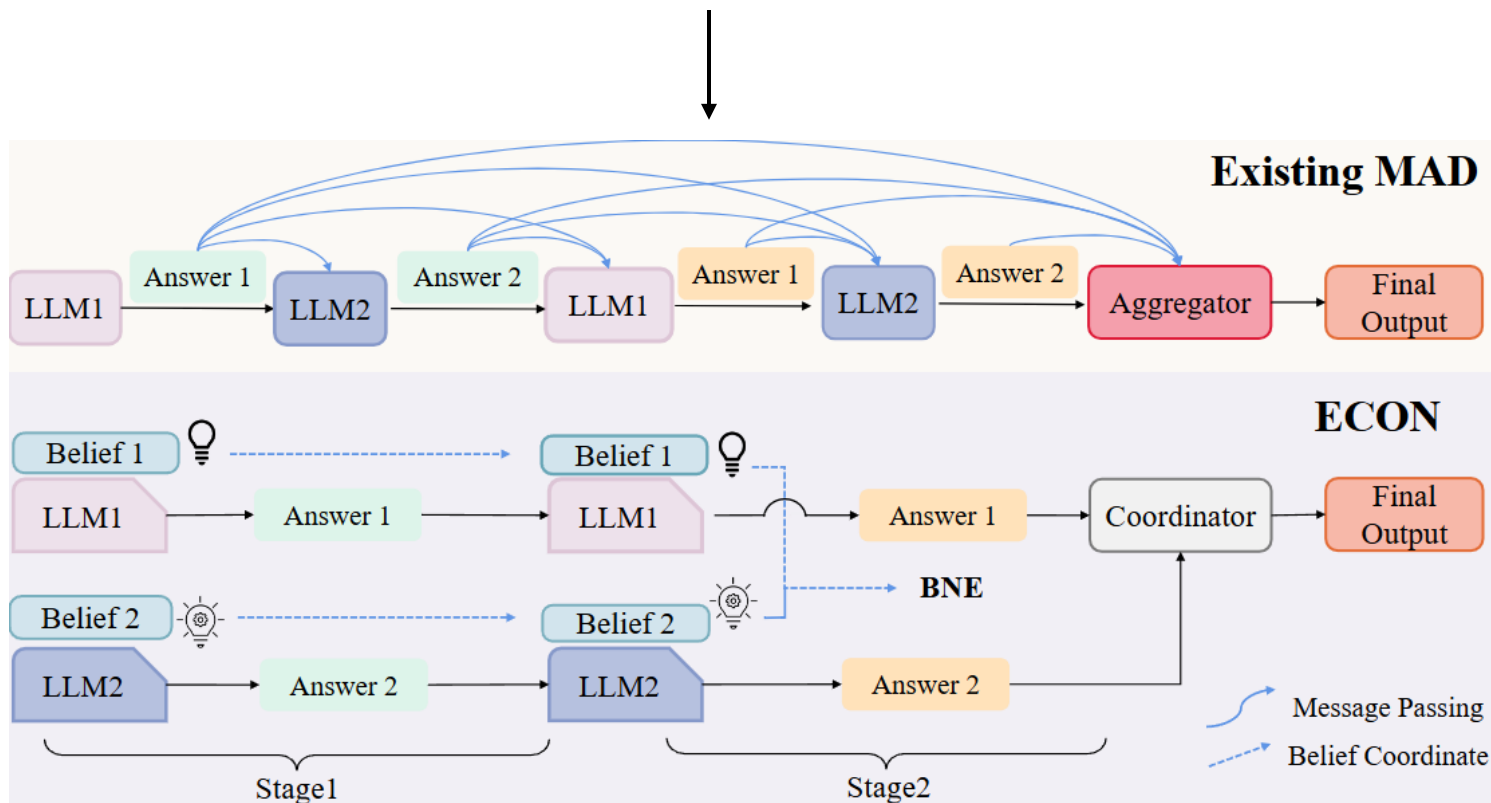 Existing MAD
Answer 1
Answer 2
Answer 1
Answer 2
LLM1
LLM2
LLM1
LLM2
Aggregator
Final
Output
ECON
Belief 1
Belief 1
LLM1
Answer 1
LLM1
Answer 1
Coordinator
Final
Output
BNE
Belief 2
Belief 2
LLM2
Answer 2
LLM2
Answer 2
Message Passing
Belief Coordinate
Stage1
Stage2